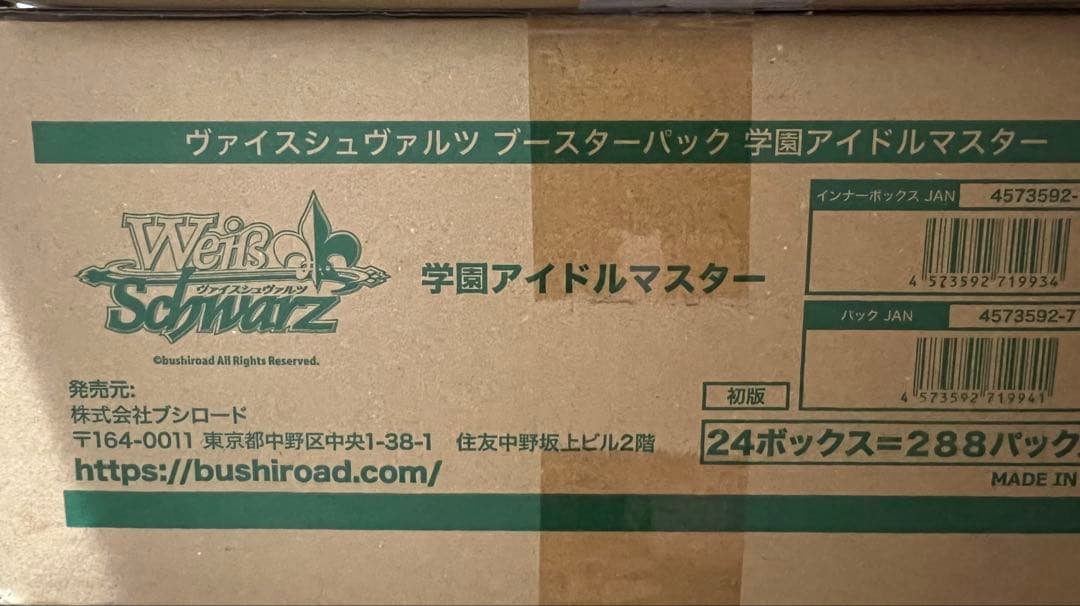 ヴァイスシュヴァルツ ブースターパック 学園アイドルマスター
Weiß
ヴァイスシュヴァルツ
Schwarz
©bushiroad All Rights Reserved.
学園アイドルマスター
インナーボックス JAN 4573592-
4 573592 719934
パック JAN 4573592-7
4 573592 719941
発売元:
株式会社ブシロード
〒164-0011 東京都中野区中央1-38-1 住友中野坂上ビル2階
https://bushiroad.com/
初版
24ボックス=288パック
MADE IN